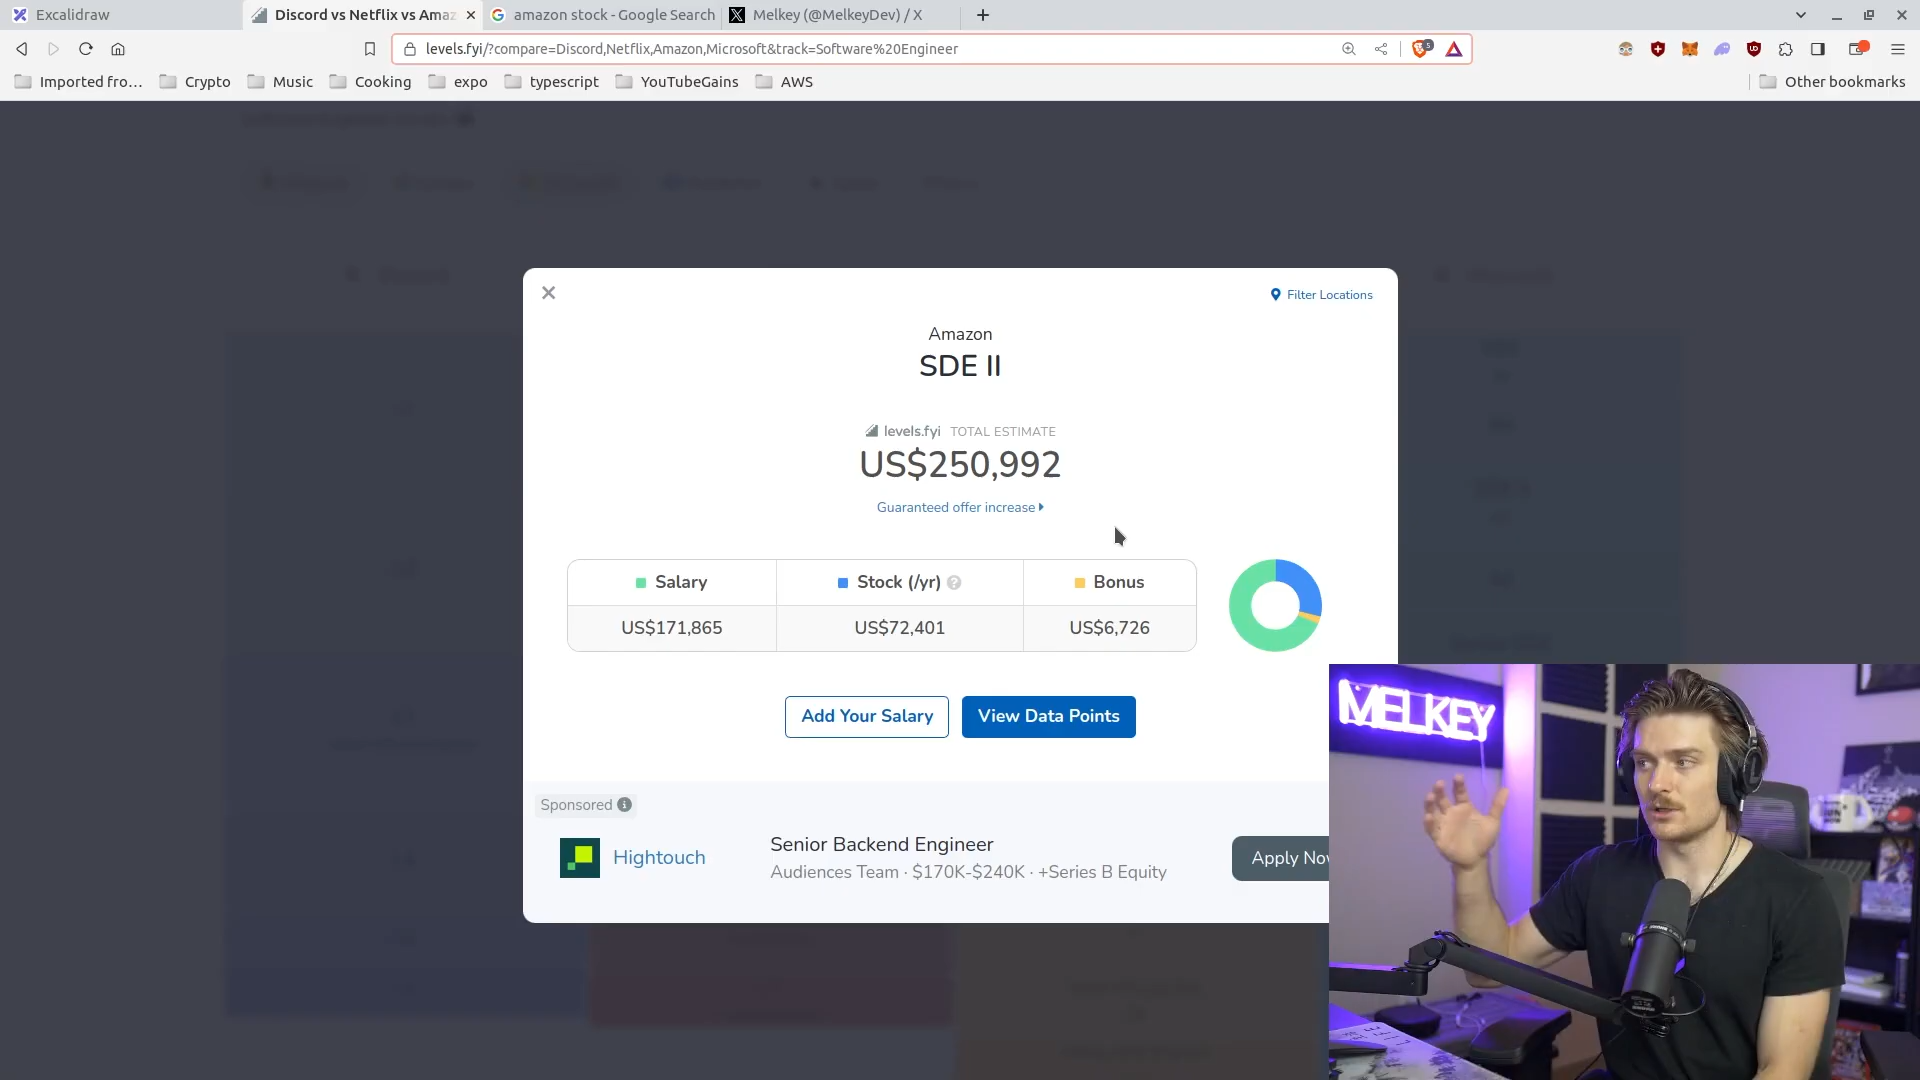 Excalidraw
Discord vs Netflix vs Amaz
amazon stock - Google Search
Melkey (@MelkeyDev) / X
levels.fyi/?compare=Discord,Netflix,Amazon,Microsoft&track=Software%20Engineer
5
Imported fro...
Crypto
Music
Cooking
expo
typescript
YouTubeGains
AWS
Other bookmarks
Filter Locations
Amazon
SDE II
levels.fyi TOTAL ESTIMATE
US$250,992
Guaranteed offer increase
Salary
Stock (/yr)
Bonus
US$171,865
US$72,401
US$6,726
Add Your Salary
View Data Points
MELKEY
Sponsored
Hightouch
Senior Backend Engineer
Audiences Team · $170K-$240K · +Series B Equity
Apply Now